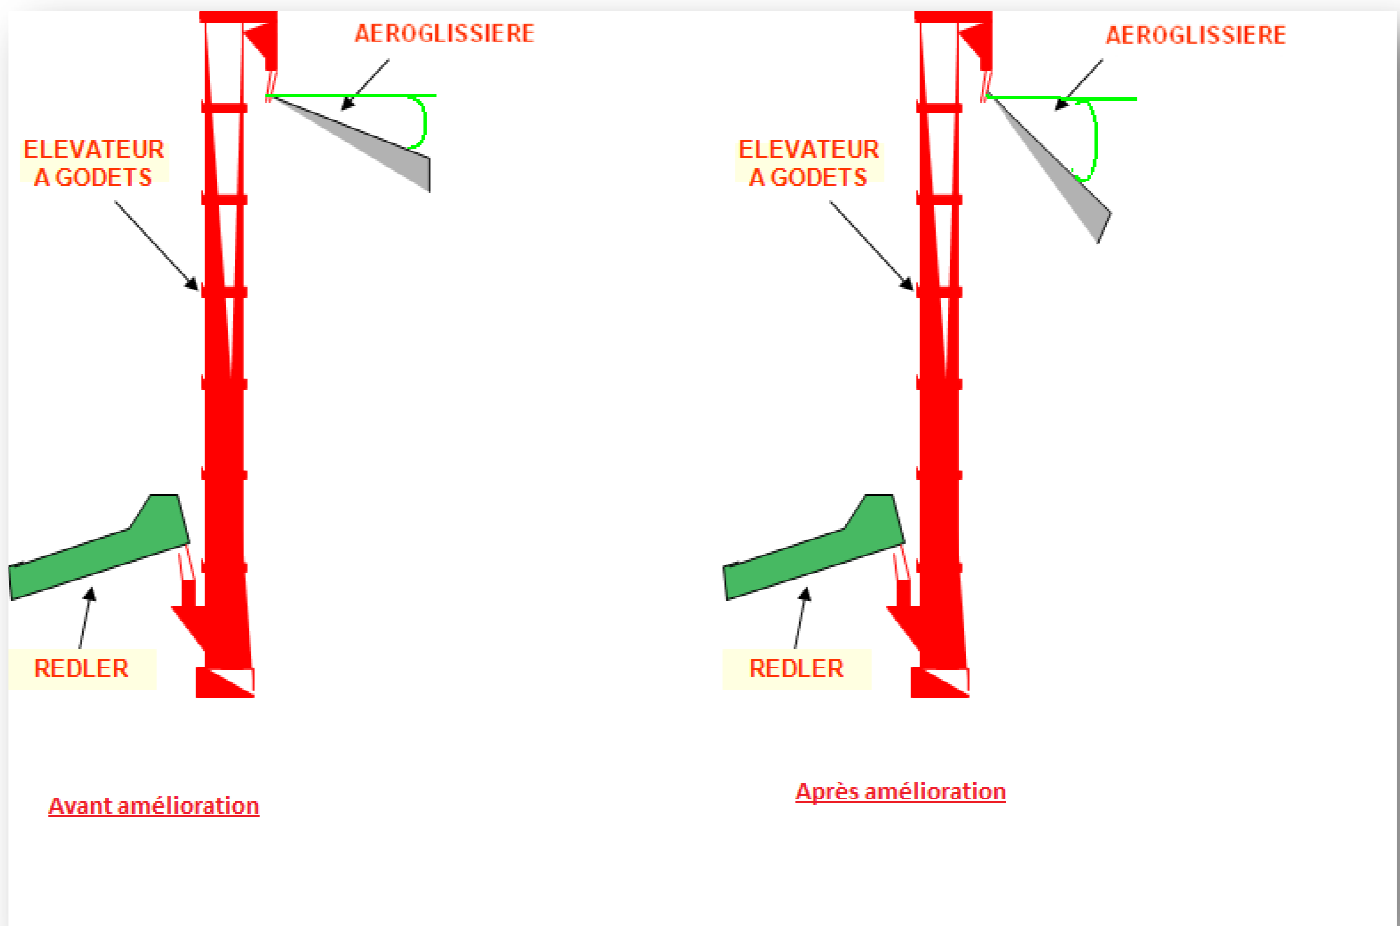 AEROGLISSIERE
ELEVATEUR
A GODETS
REDLER
Avant amélioration
AEROGLISSIERE
ELEVATEUR
A GODETS
REDLER
Après amélioration